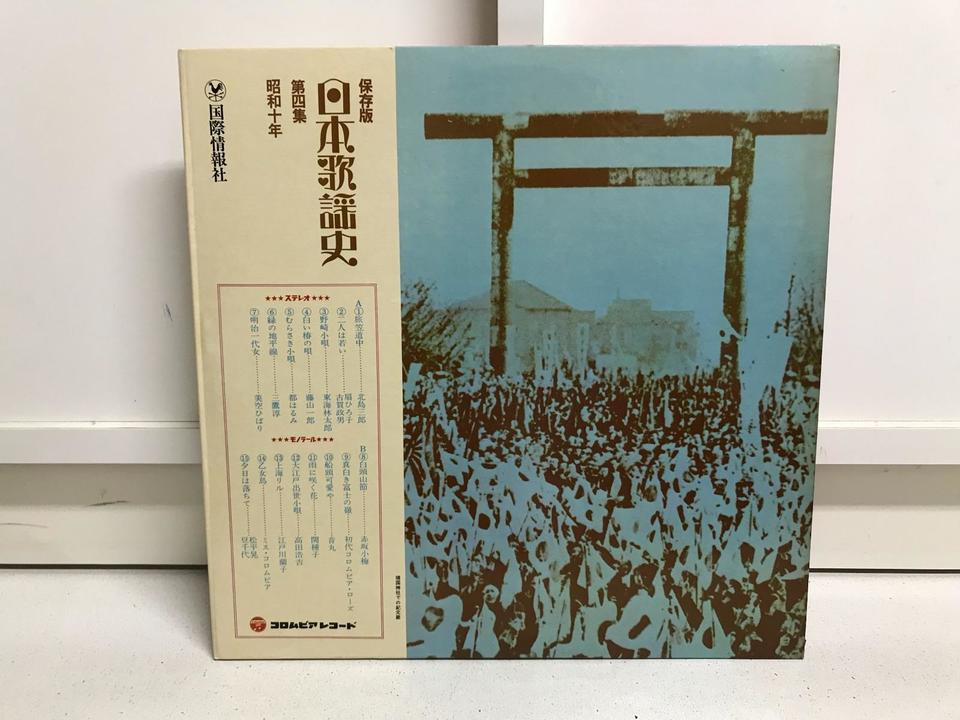 保存版
日本歌謡史
第四集
昭和十年
国際情報社
★★★ステレオ★★★
A①旅笠道中…………北島三郎
②二人は若い…………扇ひろ子 古賀政男
③野崎小唄…………東海林太郎
④白い椿の唄…………藤山一郎
⑤むらさき小唄…………都はるみ
⑥緑の地平線…………三鷹淳
⑦明治一代女…………美空ひばり
★★★モノラール★★★
B⑧白頭山節…………赤坂小梅
⑨真白き富士の嶺…………初代コロムビア・ローズ
⑩船頭可愛や…………音丸
⑪雨に咲く花…………関種子
⑫大江戸出世小唄…………高田浩吉
⑬上海リル…………江戸川蘭子
⑭乙女島…………ミス・コロムビア
⑮夕日は落ちて…………松平晃 豆千代
コロムビアレコード